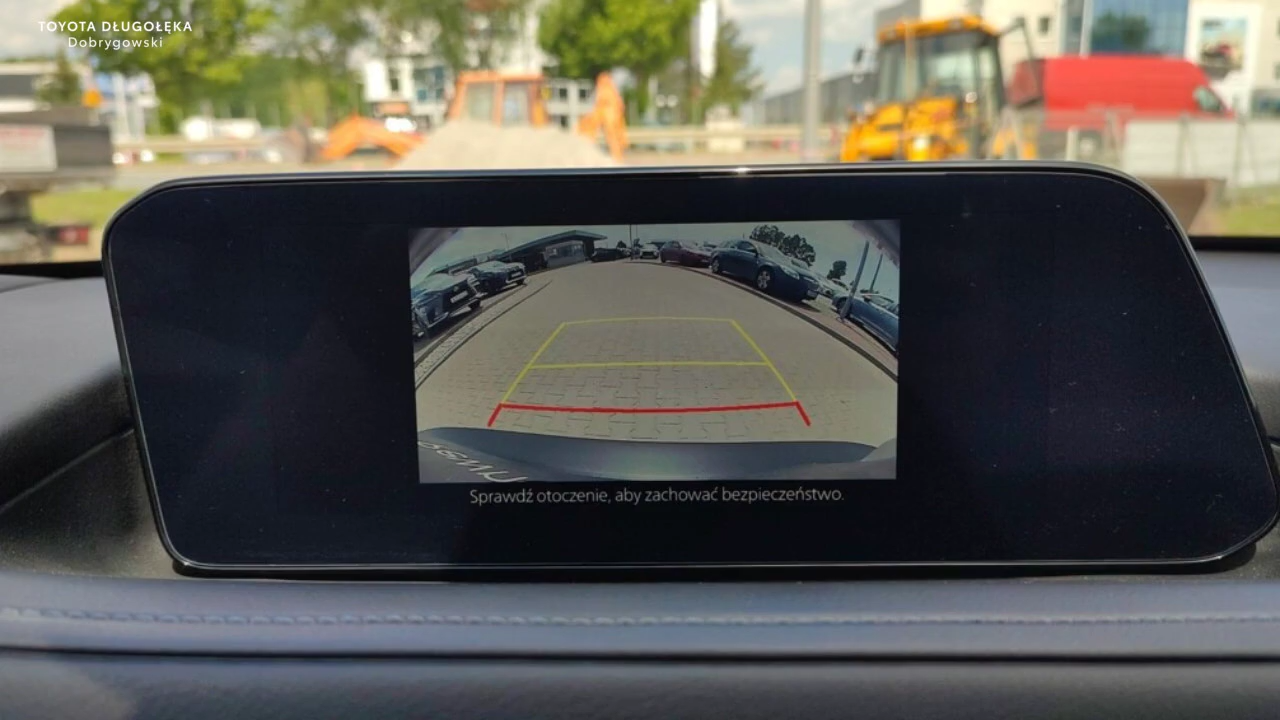 TOYOTA DŁUGOŁĘKA
Dobrygowski
Sprawdź otoczenie, aby zachować bezpieczeństwo.